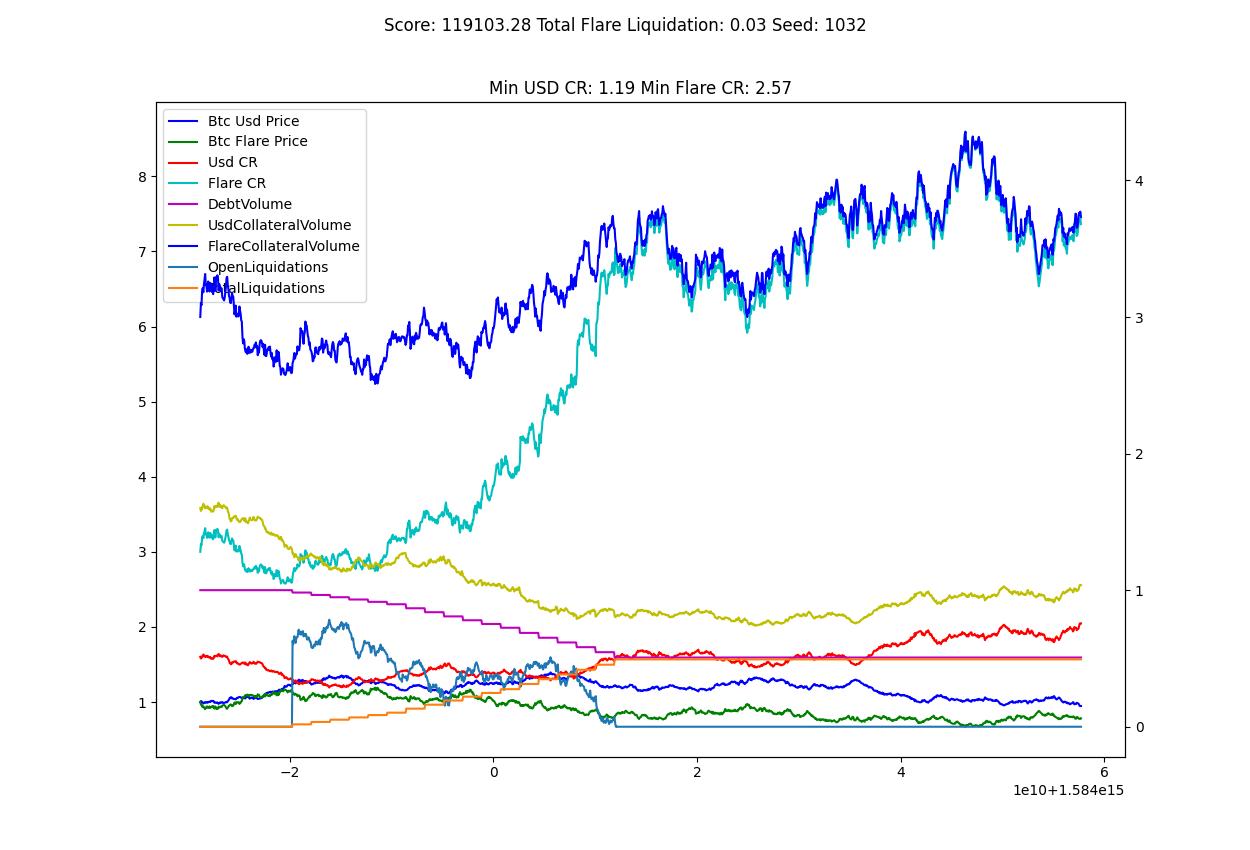 Score: 119103.28 Total Flare Liquidation: 0.03 Seed: 1032
Min USD CR: 1.19 Min Flare CR: 2.57
Btc Usd Price
Btc Flare Price
Usd CR
Flare CR
DebtVolume
UsdCollateralVolume
FlareCollateralVolume
OpenLiquidations
TotalLiquidations
8
7
6
5
4
3
2
1
4
3
2
1
0
−2
0
2
4
6
1e10+1.584e15